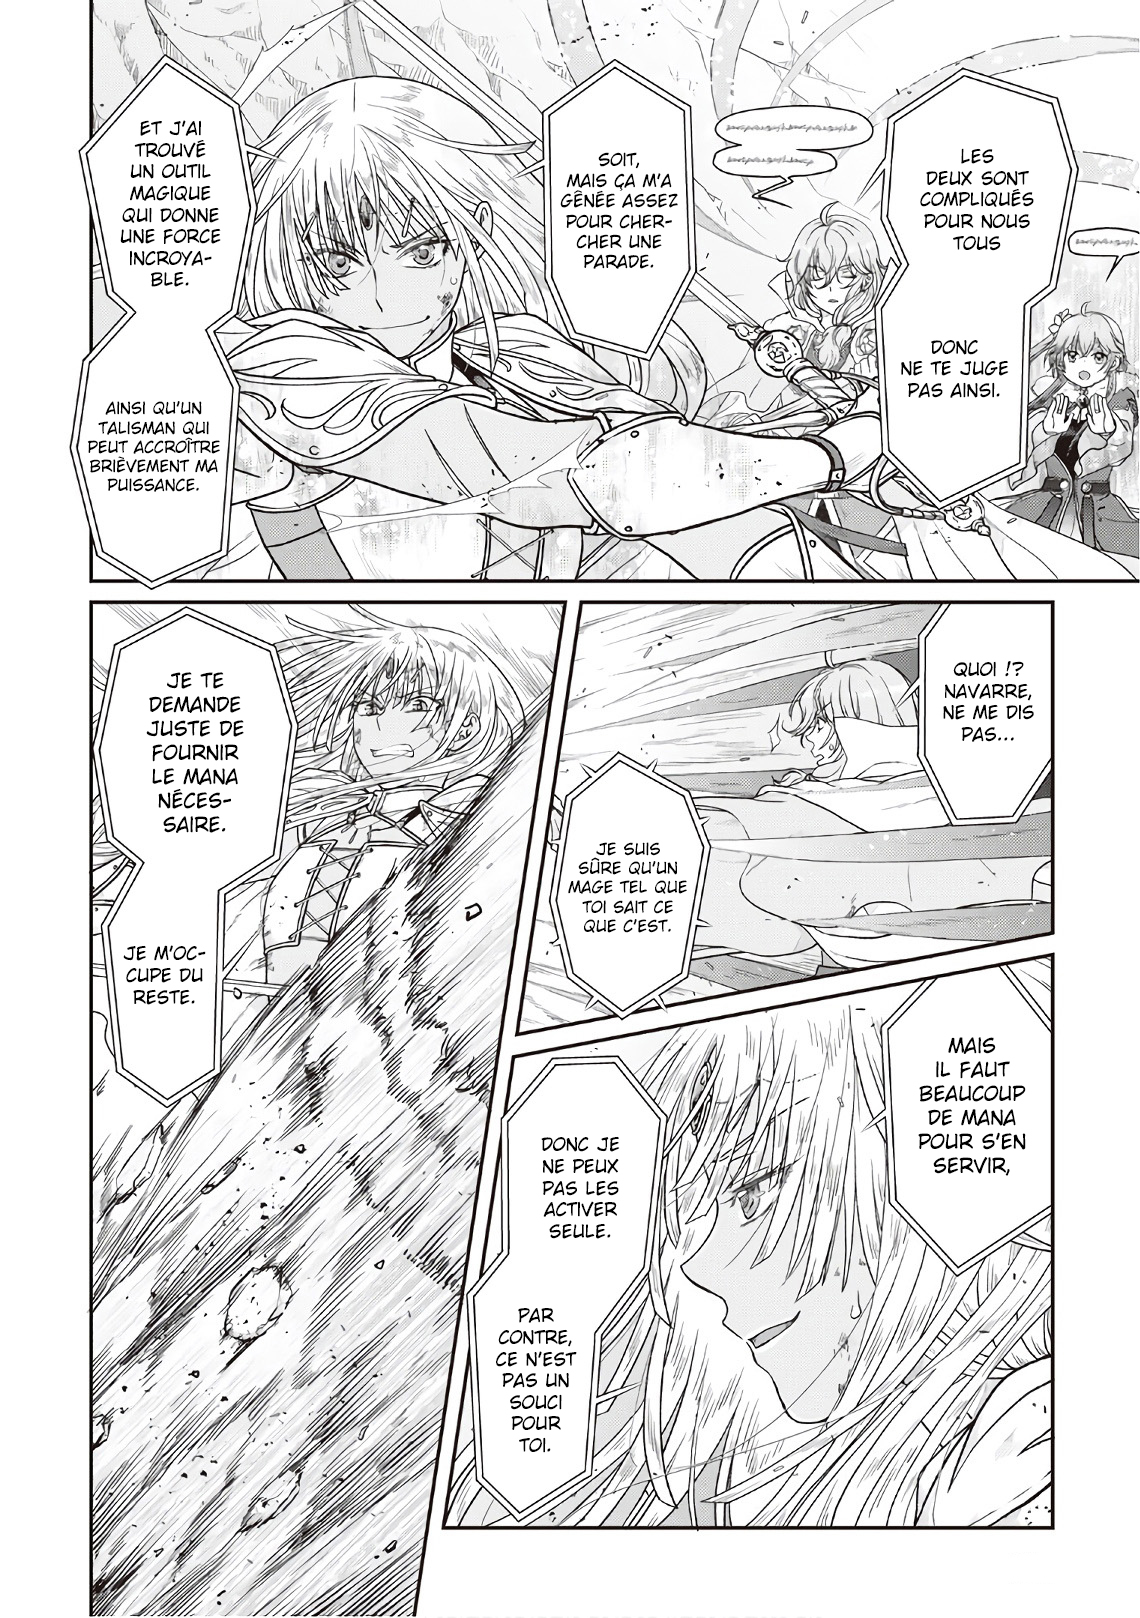 LES
DEUX SONT
COMPLIQUÉS
POUR NOUS
TOUS
DONC
NE TE JUGE
PAS AINSI.
SOIT,
MAIS ÇA M'A
GÊNÉE ASSEZ
POUR CHER-
CHER UNE
PARADE.
ET J'AI
TROUVÉ
UN OUTIL
MAGIQUE
QUI DONNE
UNE FORCE
INCROYA-
BLE.
AINSI QU'UN
TALISMAN QUI
PEUT ACCROÎTRE
BRIÈVEMENT MA
PUISSANCE.
QUOI !?
NAVARRE,
NE ME DIS
PAS...
JE SUIS
SÛRE QU'UN
MAGE TEL QUE
TOI SAIT CE
QUE C'EST.
MAIS
IL FAUT
BEAUCOUP
DE MANA
POUR S'EN
SERVIR,
DONC JE
NE PEUX
PAS LES
ACTIVER
SEULE.
PAR
CONTRE,
CE N'EST
PAS UN
SOUCI
POUR
TOI.
JE TE
DEMANDE
JUSTE DE
FOURNIR
LE MANA
NÉCES-
SAIRE.
JE M'OC-
CUPE DU
RESTE.